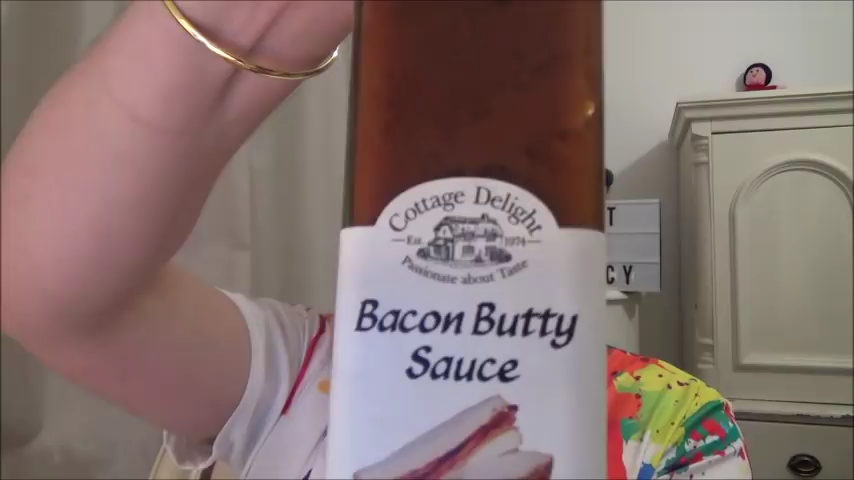 Cottage Delight
Est. 1974
Passionate about Taste
Bacon Butty
Sauce
T
CY